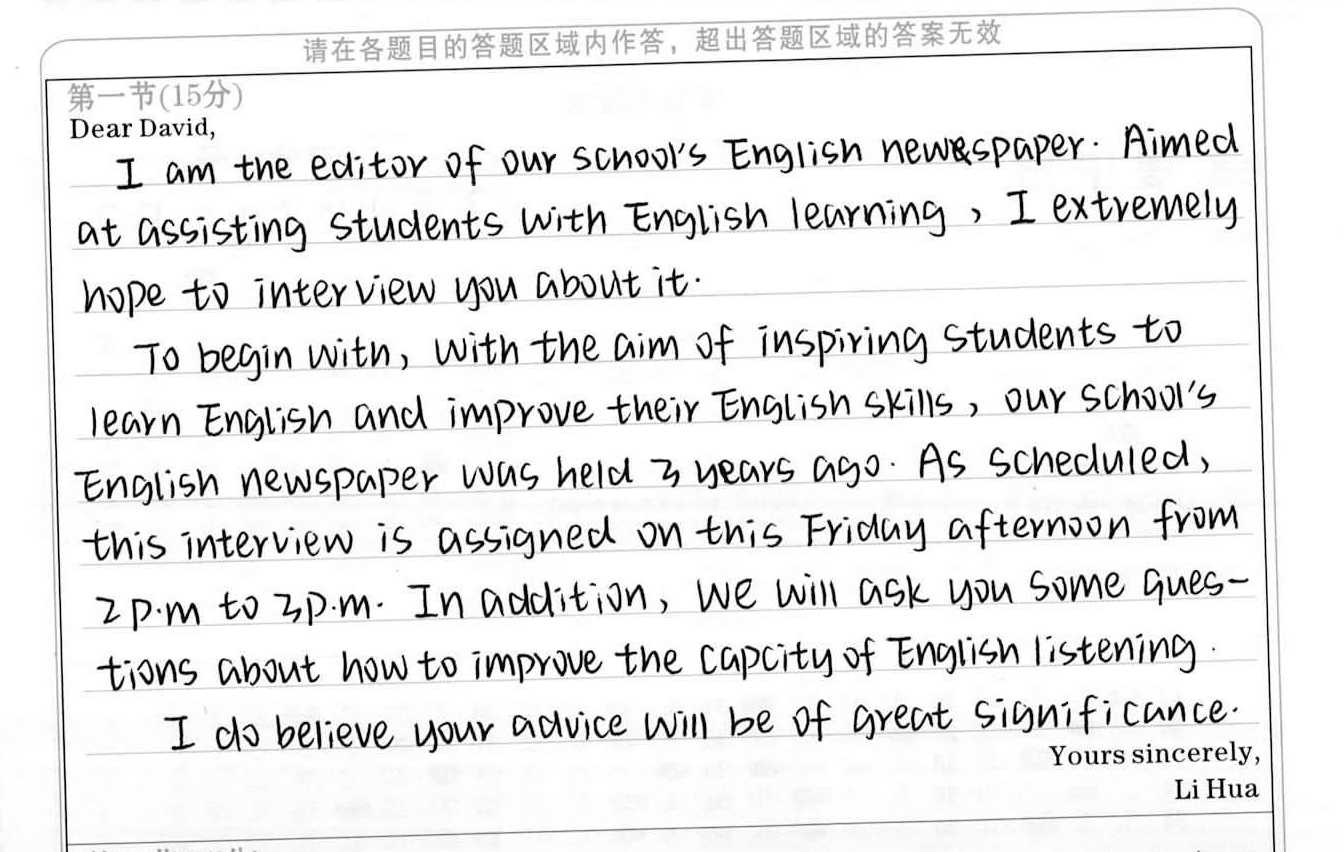 请在各题目的答题区域内作答，超出答题区域的答案无效
第一节(15分)
Dear David,
I am the editor of our school's English newspaper. Aimed
at assisting students with English learning, I extremely
hope to interview you about it.
To begin with, with the aim of inspiring students to
learn English and improve their English skills, our school's
English newspaper was held 3 years ago. As scheduled,
this interview is assigned on this Friday afternoon from
2 p.m to 3p.m. In addition, we will ask you some ques-
tions about how to improve the capcity of English listening.
I do believe your advice will be of great significance.
Yours sincerely,
Li Hua